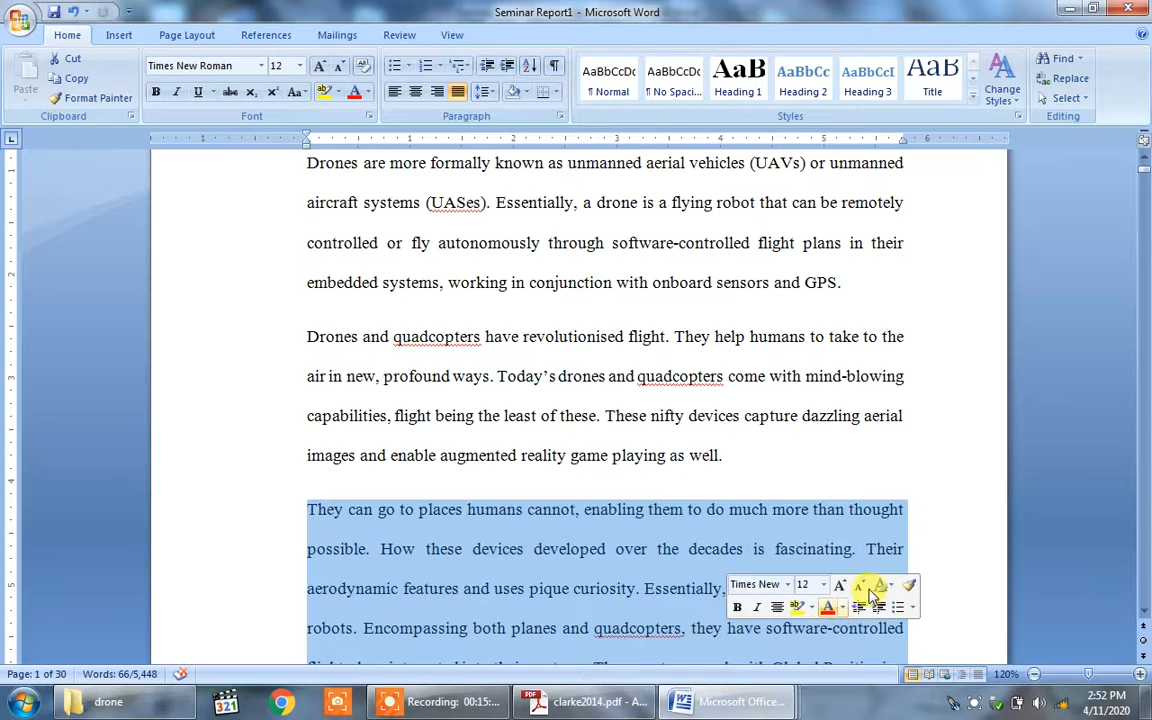 Seminar Report1 - Microsoft Word
Home Insert Page Layout References Mailings Review View
Paste
Cut
Copy
Format Painter
Clipboard
Times New Roman 12
Font
Paragraph
AaBbCcDc AaBbCcDc AaB AaBbCc AaBbCcI AaB
¶ Normal ¶ No Spaci... Heading 1 Heading 2 Heading 3 Title
Change Styles
Styles
Find
Replace
Select
Editing
Drones are more formally known as unmanned aerial vehicles (UAVs) or unmanned
aircraft systems (UASes). Essentially, a drone is a flying robot that can be remotely
controlled or fly autonomously through software-controlled flight plans in their
embedded systems, working in conjunction with onboard sensors and GPS.
Drones and quadcopters have revolutionised flight. They help humans to take to the
air in new, profound ways. Today’s drones and quadcopters come with mind-blowing
capabilities, flight being the least of these. These nifty devices capture dazzling aerial
images and enable augmented reality game playing as well.
They can go to places humans cannot, enabling them to do much more than thought
possible. How these devices developed over the decades is fascinating. Their
aerodynamic features and uses pique curiosity. Essentially,
Times New 12
robots. Encompassing both planes and quadcopters, they have software-controlled
Page: 1 of 30 Words: 66/5,448 120%
drone Recording: 00:15:... clarke2014.pdf - A... Microsoft Office... 2:52 PM
4/11/2020